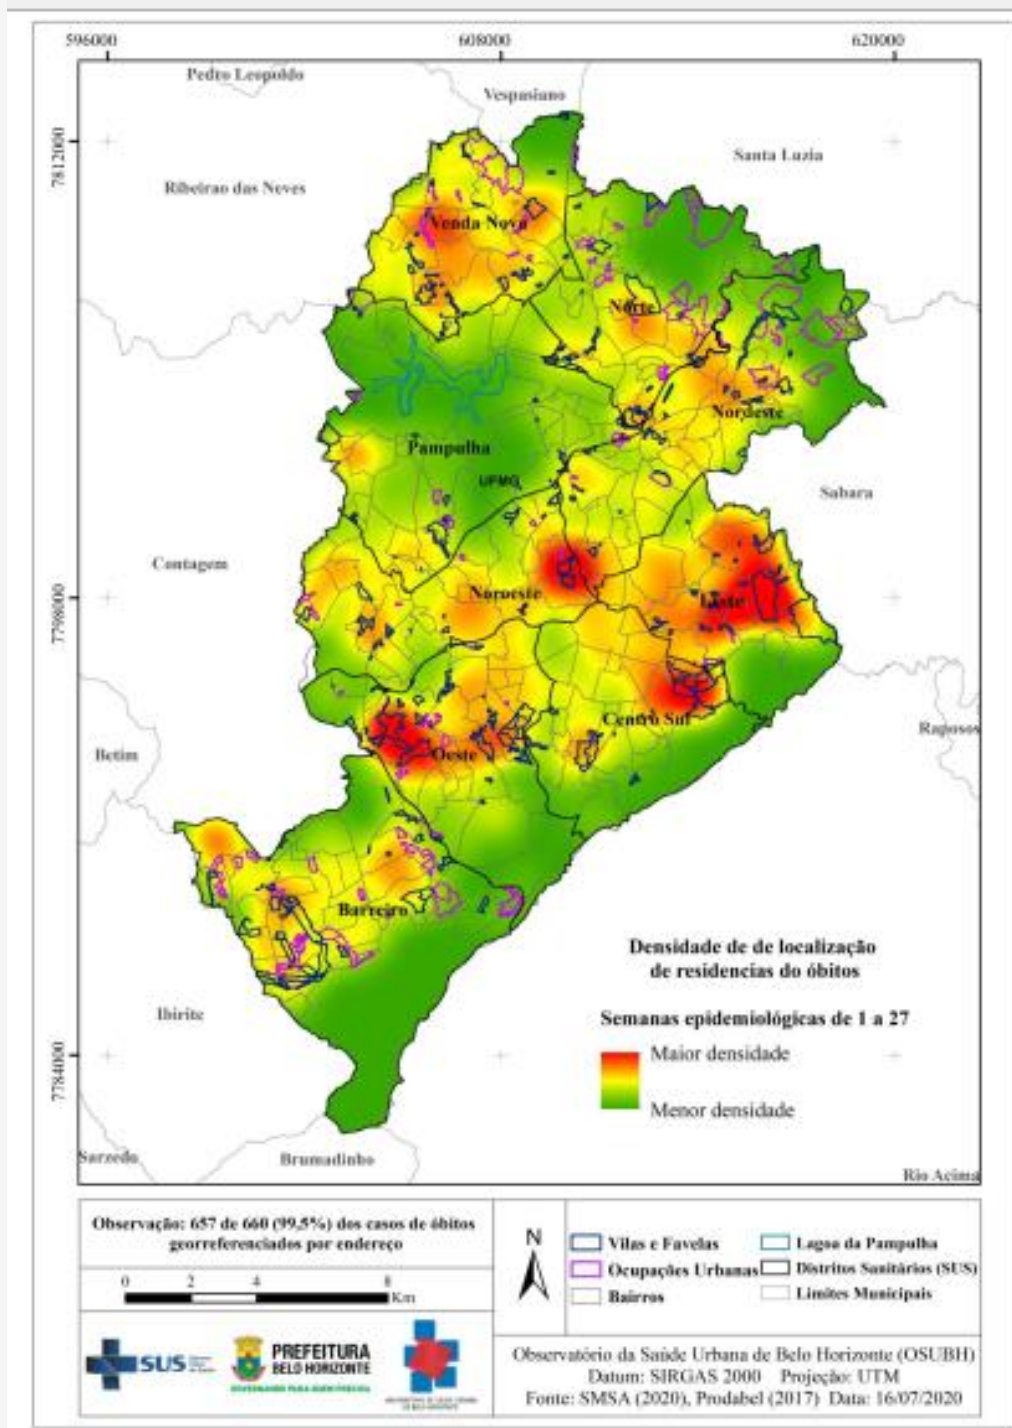 596000
608000
620000
Pedro Leopoldo
Vespasiano
7812000
Santa Luzia
Ribeirao das Neves
Venda Nova
Norte
Nordeste
Pampulha
UFMG
Sabara
Contagem
Noroeste
Leste
7798000
Centro Sul
Raposos
Betim
Oeste
Barreiro
Densidade de de localização
de residencias do óbitos
Ibirite
Semanas epidemiológicas de 1 a 27
Maior densidade
7784000
Menor densidade
Sarzedo
Brumadinho
Rio Acima
Observação: 657 de 660 (99,5%) dos casos de óbitos
georreferenciados por endereço
0 2 4 8
Km
N
Vilas e Favelas
Ocupações Urbanas
Bairros
Lagoa da Pampulha
Distritos Sanitários (SUS)
Limites Municipais
SUS
PREFEITURA
BELO HORIZONTE
GOVERNANDO PARA QUEM PRECISA
Observatório da Saúde Urbana de Belo Horizonte (OSUBH)
Datum: SIRGAS 2000 Projeção: UTM
Fonte: SMSA (2020), Prodabel (2017) Data: 16/07/2020